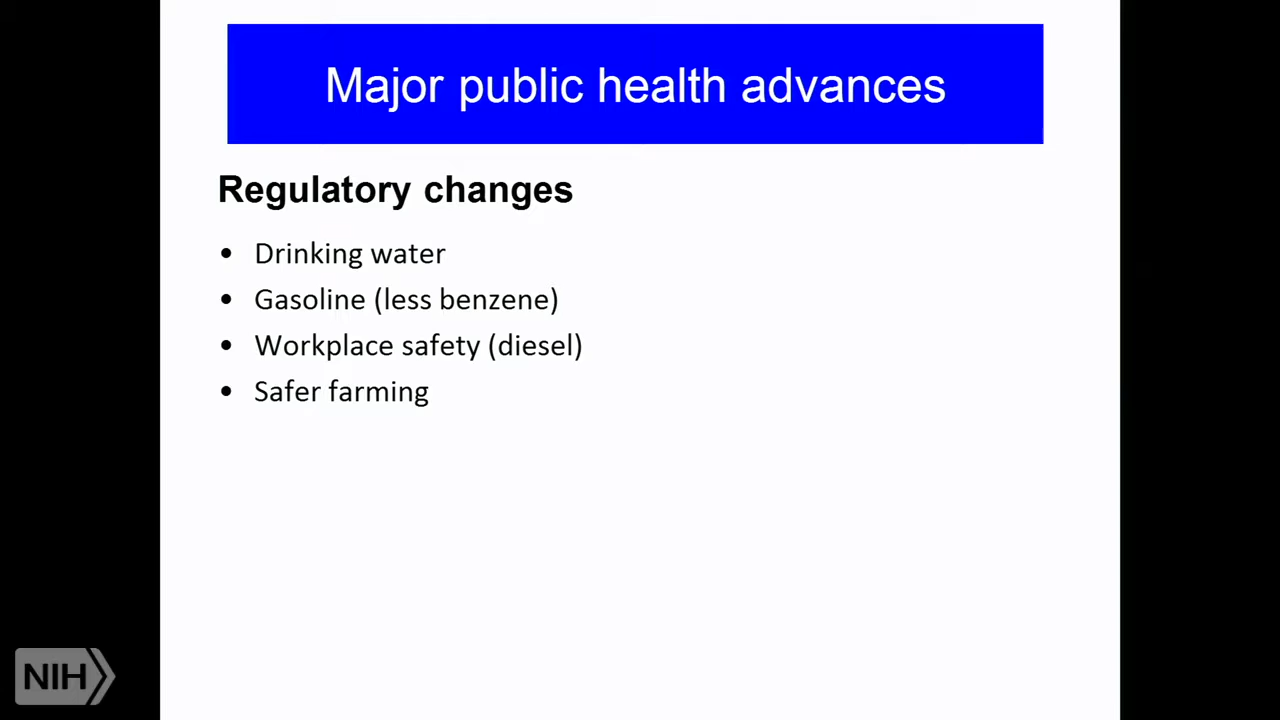 Major public health advances
Regulatory changes
• Drinking water
• Gasoline (less benzene)
• Workplace safety (diesel)
• Safer farming
NIH